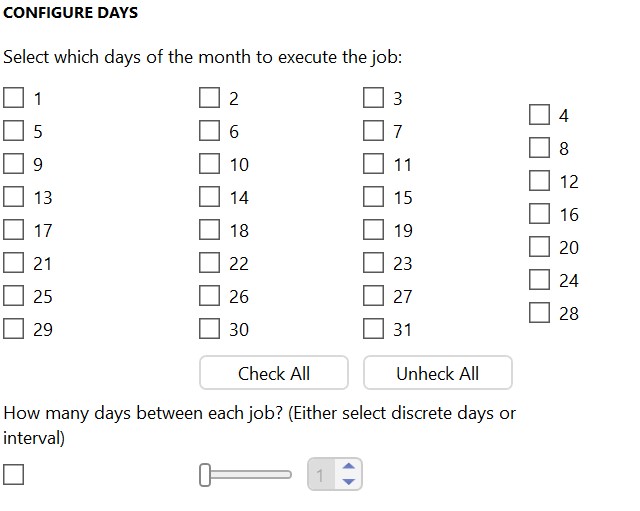 CONFIGURE DAYS
Select which days of the month to execute the job:
1 2 3 4
5 6 7 8
9 10 11 12
13 14 15 16
17 18 19 20
21 22 23 24
25 26 27 28
29 30 31
Check All Unheck All
How many days between each job? (Either select discrete days or
interval)
1